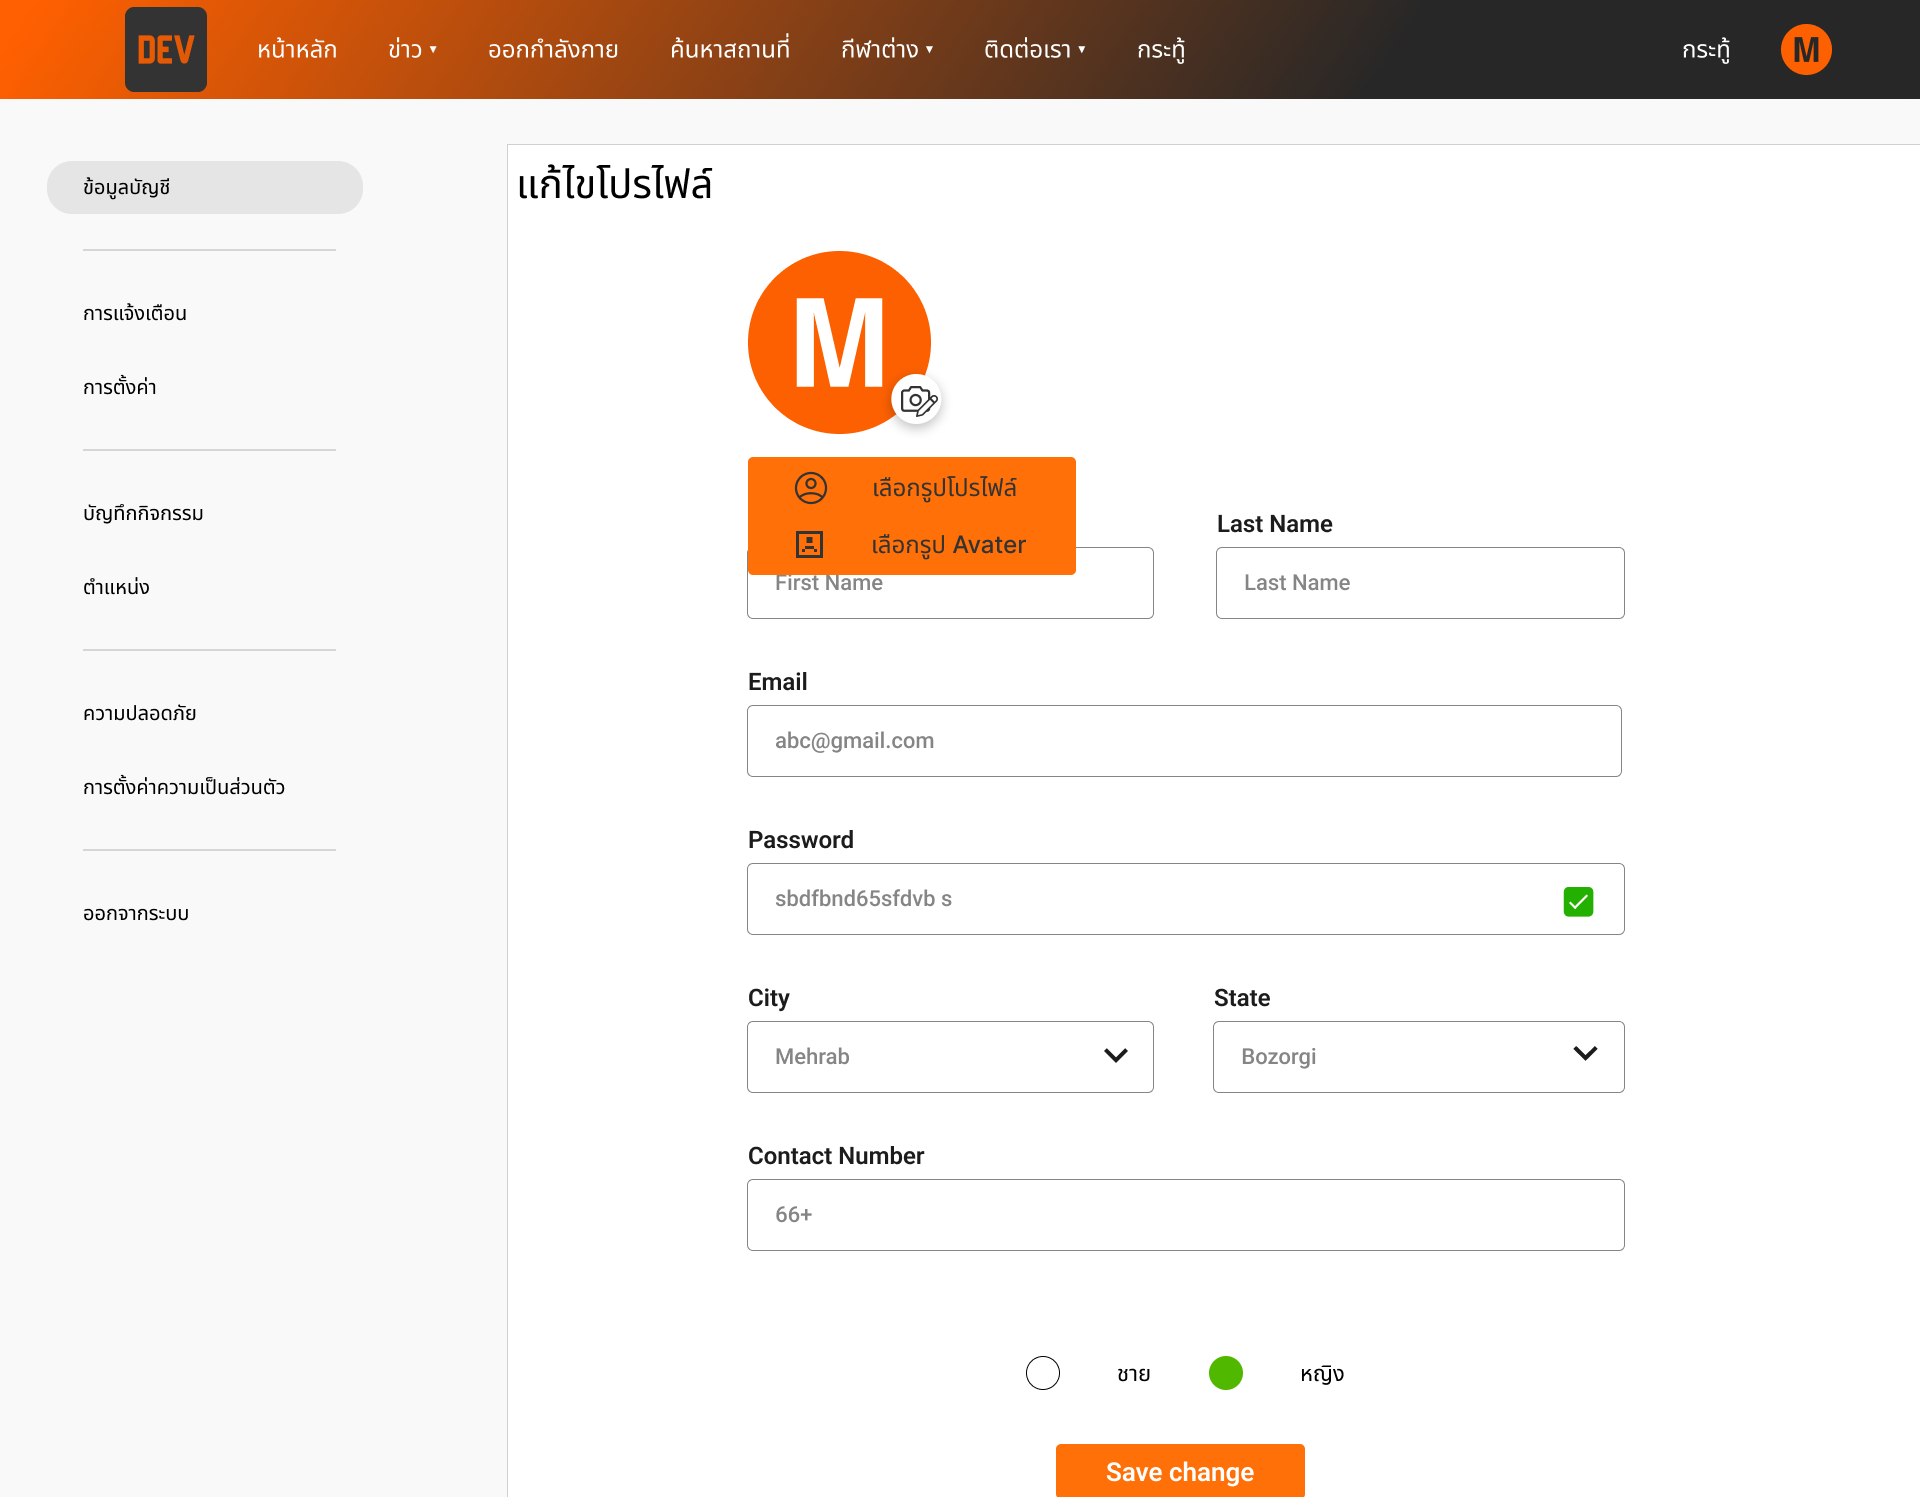 DEV
หน้าหลัก
ข่าว ▾
ออกกำลังกาย
ค้นหาสถานที่
กีฬาต่าง ▾
ติดต่อเรา ▾
กระทู้
กระทู้
M
ข้อมูลบัญชี
การแจ้งเตือน
การตั้งค่า
บัญทึกกิจกรรม
ตำแหน่ง
ความปลอดภัย
การตั้งค่าความเป็นส่วนตัว
ออกจากระบบ
แก้ไขโปรไฟล์
M
เลือกรูปโปรไฟล์
เลือกรูป Avater
First Name
Last Name
Last Name
Email
abc@gmail.com
Password
sbdfbnd65sfdvb s
City
Mehrab
State
Bozorgi
Contact Number
66+
ชาย
หญิง
Save change